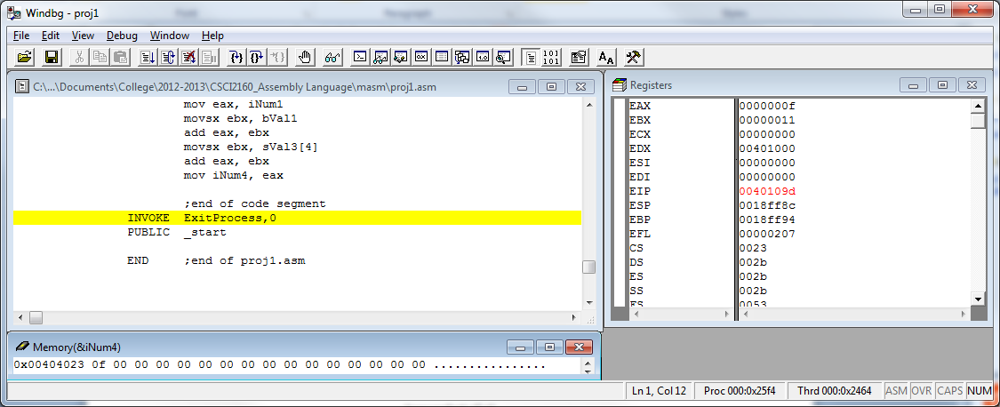 Windbg - proj1
File Edit View Debug Window Help
C:\...\Documents\College\2012-2013\CSCI2160_Assembly Language\masm\proj1.asm
mov eax, iNum1
movsx ebx, bVal1
add eax, ebx
movsx ebx, sVal3[4]
add eax, ebx
mov iNum4, eax
;end of code segment
INVOKE ExitProcess,0
PUBLIC _start
END ;end of proj1.asm
Registers
EAX 0000000f
EBX 00000011
ECX 00000000
EDX 00401000
ESI 00000000
EDI 00000000
EIP 0040109d
ESP 0018ff8c
EBP 0018ff94
EFL 00000207
CS 0023
DS 002b
ES 002b
SS 002b
FS 0053
Memory(&iNum4)
0x00404023 0f 00 00 00 00 00 00 00 00 00 00 00 00 00 00 00 ................
Ln 1, Col 12 Proc 000:0x25f4 Thrd 000:0x2464 ASM OVR CAPS NUM